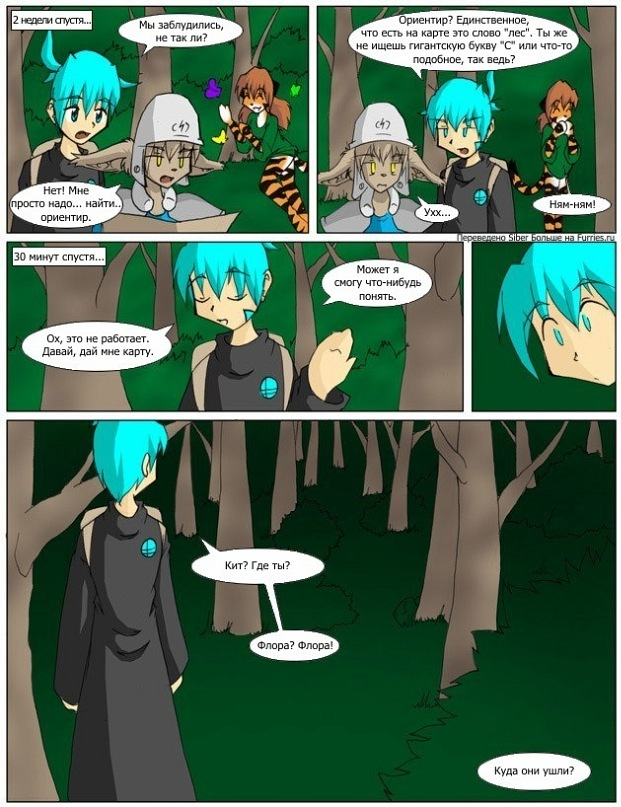 2 недели спустя...
Мы заблудились,
не так ли?
Нет! Мне
просто надо... найти..
ориентир.
Ориентир? Единственное,
что есть на карте это слово "лес". Ты же
не ищешь гигантскую букву "С" или что-то
подобное, так ведь?
Ухх...
Ням-ням!
Переведено Siber Больше на Furries.ru
30 минут спустя...
Может я
смогу что-нибудь
понять.
Ох, это не работает.
Давай, дай мне карту.
Кит? Где ты?
Флора? Флора!
Куда они ушли?